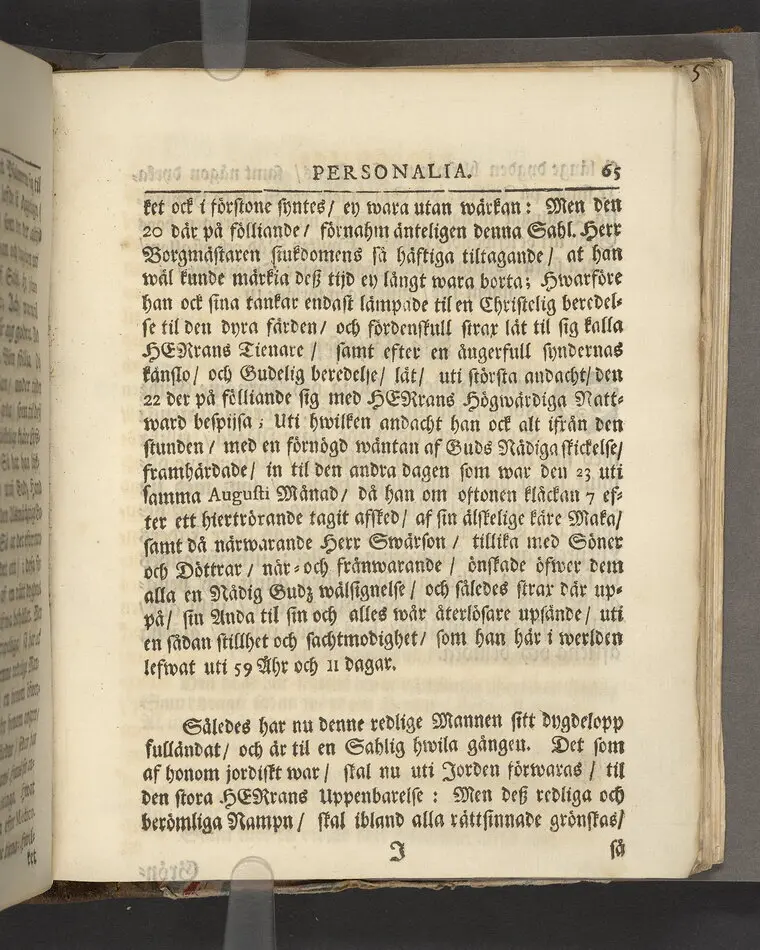 5
PERSONALIA. 65
ket ock i förstone syntes/ ey wara utan wärkan: Men den
20 där på fölliande/ förnahm änteligen denna Sahl. Herr
Borgmästaren siukdomens så häftiga tiltagande/ at han
wäl kunde märkia deß tijd ey långt wara borta; Hwarföre
han ock sina tankar endast lämpade til en Christelig beredel-
se til den dyra färden/ och fördenskull strax lät til sig kalla
HERrans Tienare/ samt efter en ångerfull syndernas
känslo/ och Gudelig beredelse/ lät/ uti största andacht/ den
22 der på fölliande sig med HERrans Högwärdiga Natt-
ward bespijsa; Uti hwilken andacht han ock alt ifrån den
stunden/ med en förnögd wäntan af Guds Nådiga skickelse/
framhärdade/ in til den andra dagen som war den 23 uti
samma Augusti Månad/ då han om oftonen kläckan 7 ef-
ter ett hiertrörande tagit afsked/ af sin älskelige käre Maka/
samt då närwarande Herr Swärson/ tillika med Söner
och Döttrar/ när- och frånwarande/ önskade öfwer dem
alla en Nådig Gudz wälsignelse/ och således strax där up-
på/ sin Anda til sin och alles wår återlösare upsände/ uti
en sådan stillhet och sachtmodighet/ som han här i werlden
lefwat uti 59 Åhr och 11 dagar.
Således har nu denne redlige Mannen sitt dygdelopp
fulländat/ och är til en Sahlig hwila gången. Det som
af honom jordiskt war/ skal nu uti Jorden förwaras/ til
den stora HERrans Uppenbarelse: Men deß redliga och
berömliga Nampn/ skal ibland alla rättsinnade grönskas/
J så